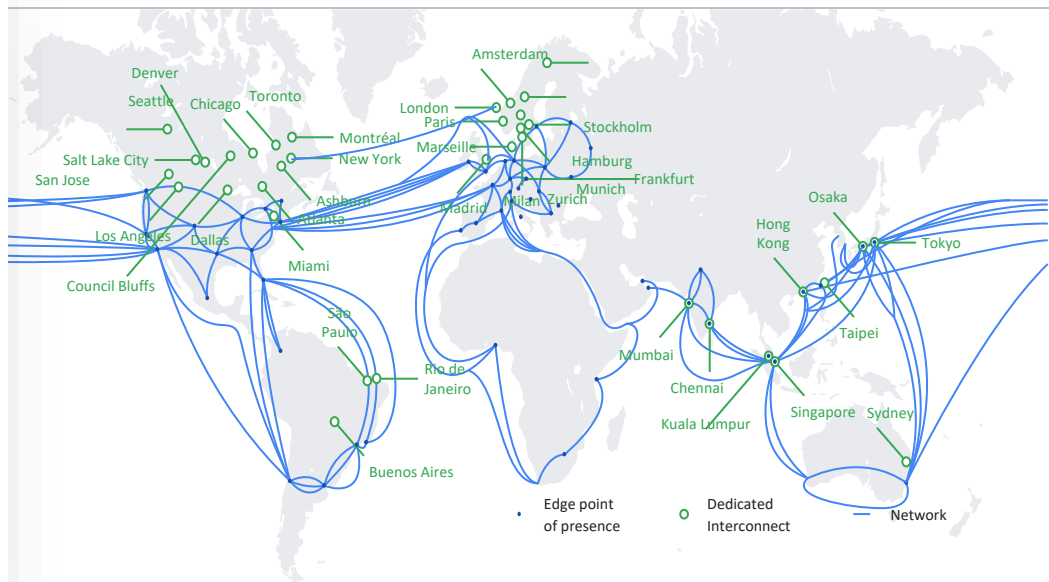 Amsterdam
Denver
Seattle
Chicago
Toronto
London
Paris
Stockholm
Montréal
Marseille
Salt Lake City
New York
Hamburg
San Jose
Frankfurt
Munich
Ashburn
Madrid
Milan
Zurich
Osaka
Atlanta
Hong
Kong
Los Angeles
Dallas
Tokyo
Miami
Council Bluffs
São
Paulo
Taipei
Mumbai
Rio de
Janeiro
Chennai
Singapore
Sydney
Kuala Lumpur
Buenos Aires
Edge point
of presence
Dedicated
Interconnect
Network